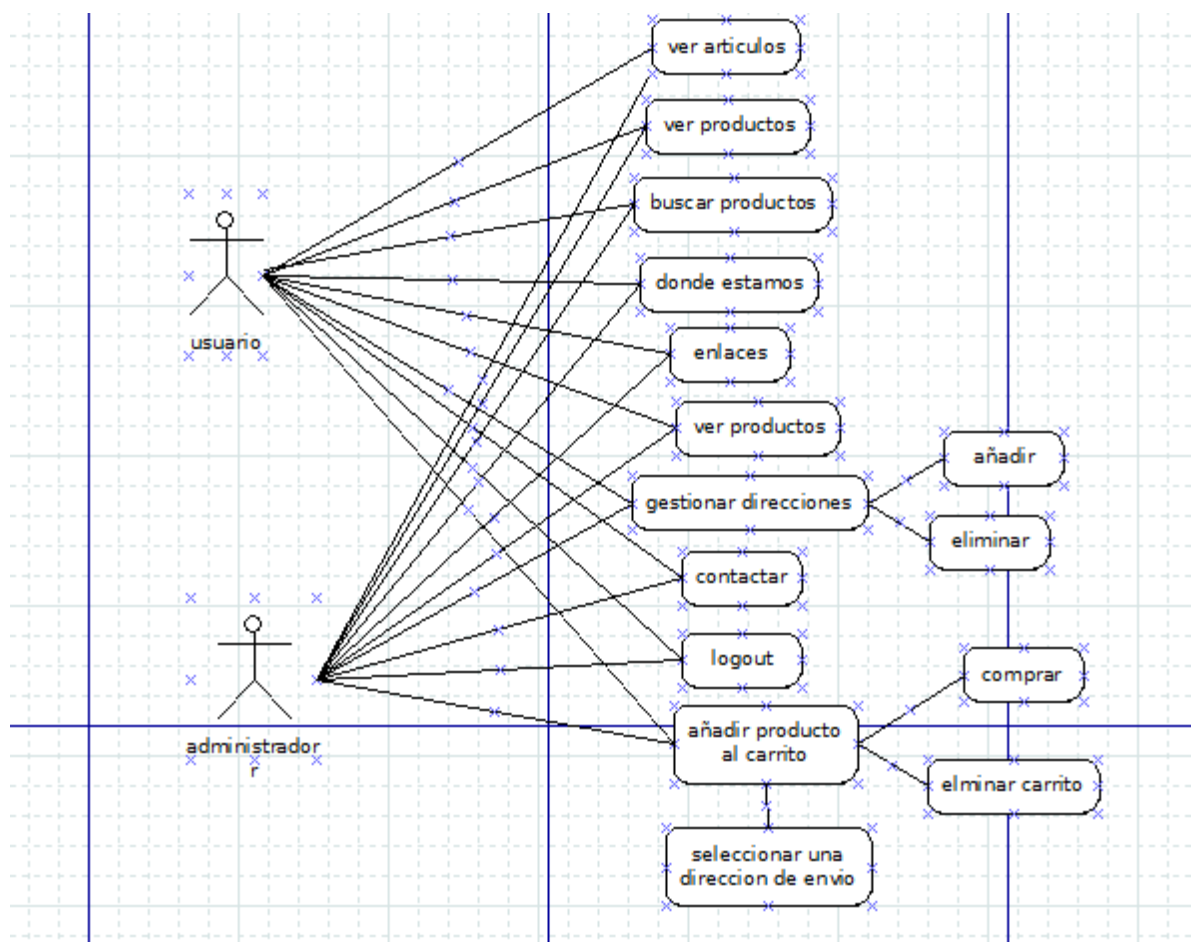 ver articulos
ver productos
buscar productos
donde estamos
usuario
enlaces
ver productos
añadir
gestionar direcciones
eliminar
contactar
logout
comprar
añadir producto
al carrito
administrador
r
elminar carrito
seleccionar una
direccion de envio